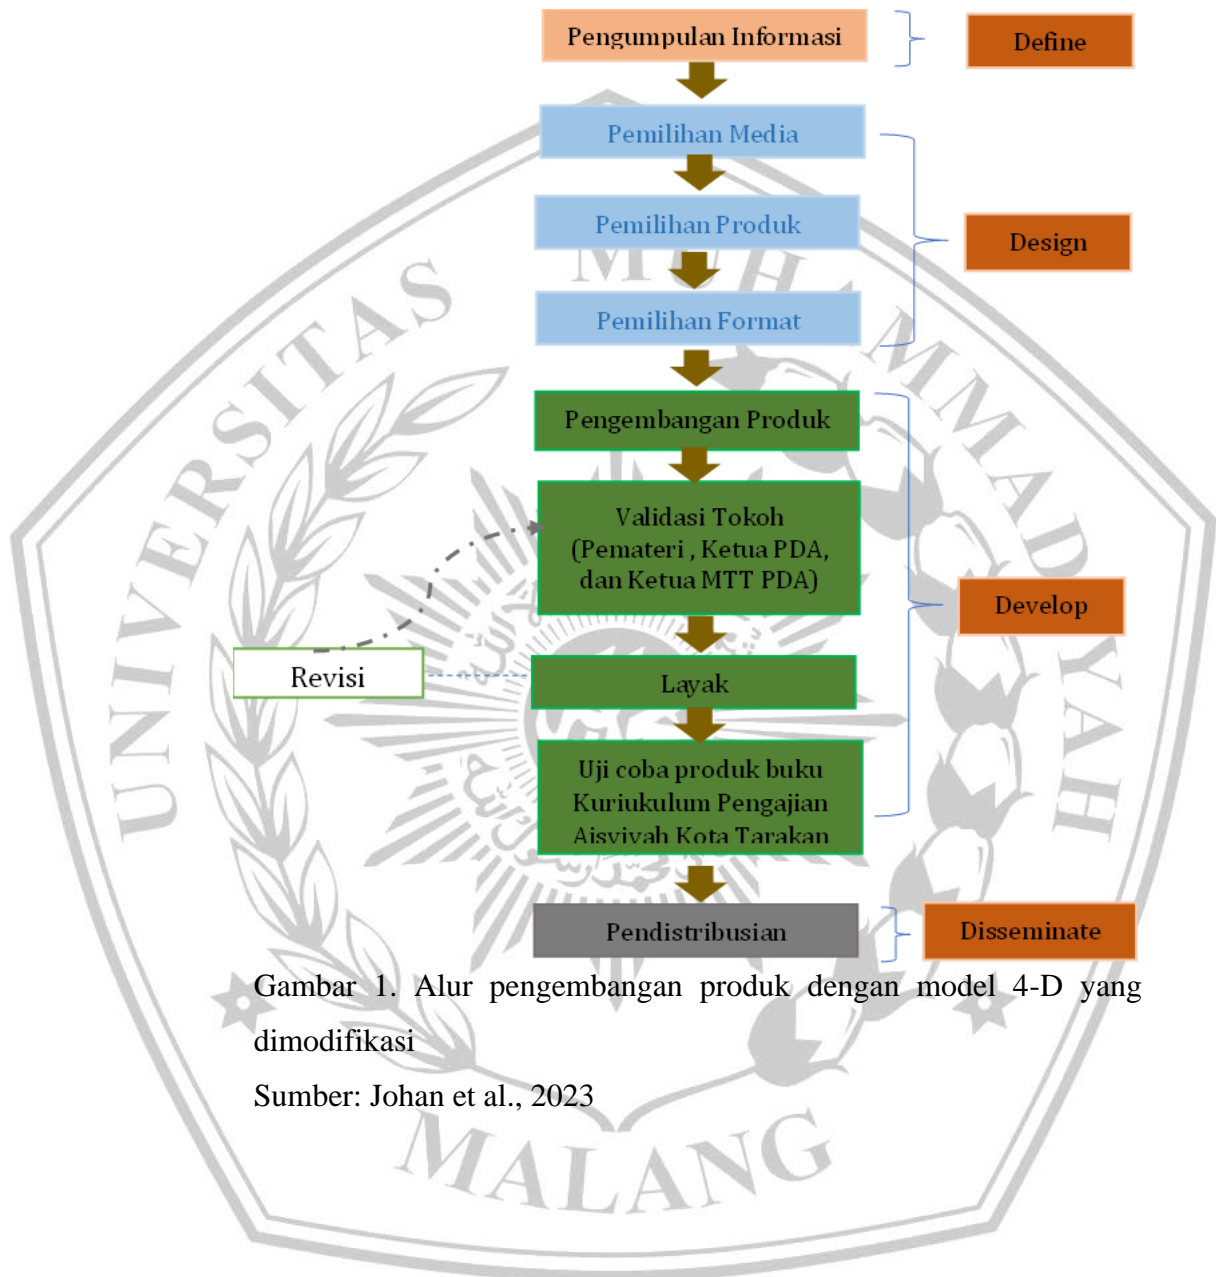 Pengumpulan Informasi
Define
Pemilihan Media
Pemilihan Produk
Design
Pemilihan Format
Pengembangan Produk
Validasi Tokoh
(Pemateri , Ketua PDA,
dan Ketua MTT PDA)
Develop
Revisi
Layak
Uji coba produk buku
Kuriukulum Pengajian
Aisyiyah Kota Tarakan
Pendistribusian
Disseminate
Gambar 1. Alur pengembangan produk dengan model 4-D yang
dimodifikasi
Sumber: Johan et al., 2023
UNIVERSITAS MUHAMMADIYAH
MALANG